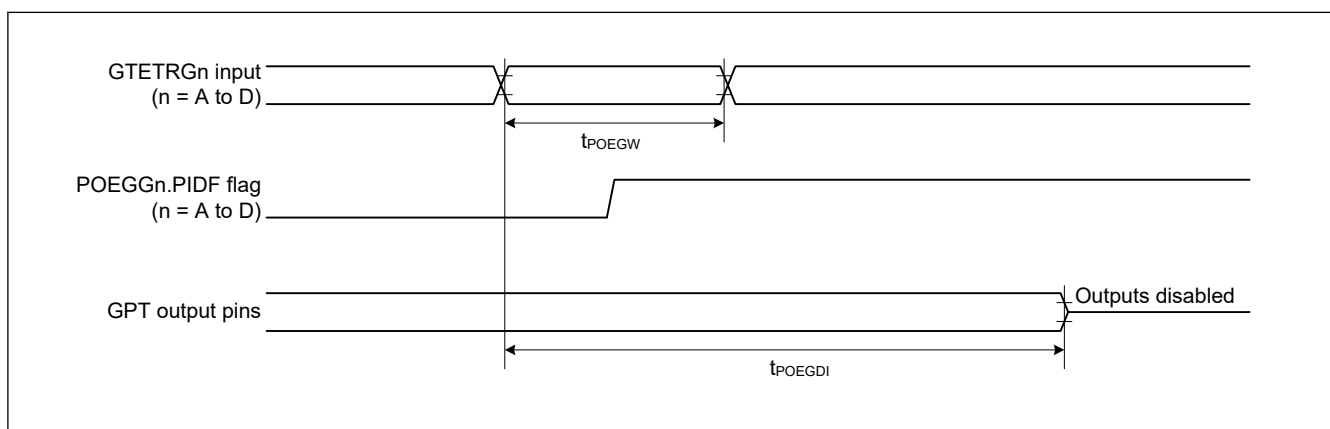 GTETRGn input
(n = A to D)
tPOEGW
POEGGn.PIDF flag
(n = A to D)
GPT output pins
Outputs disabled
tPOEGDI